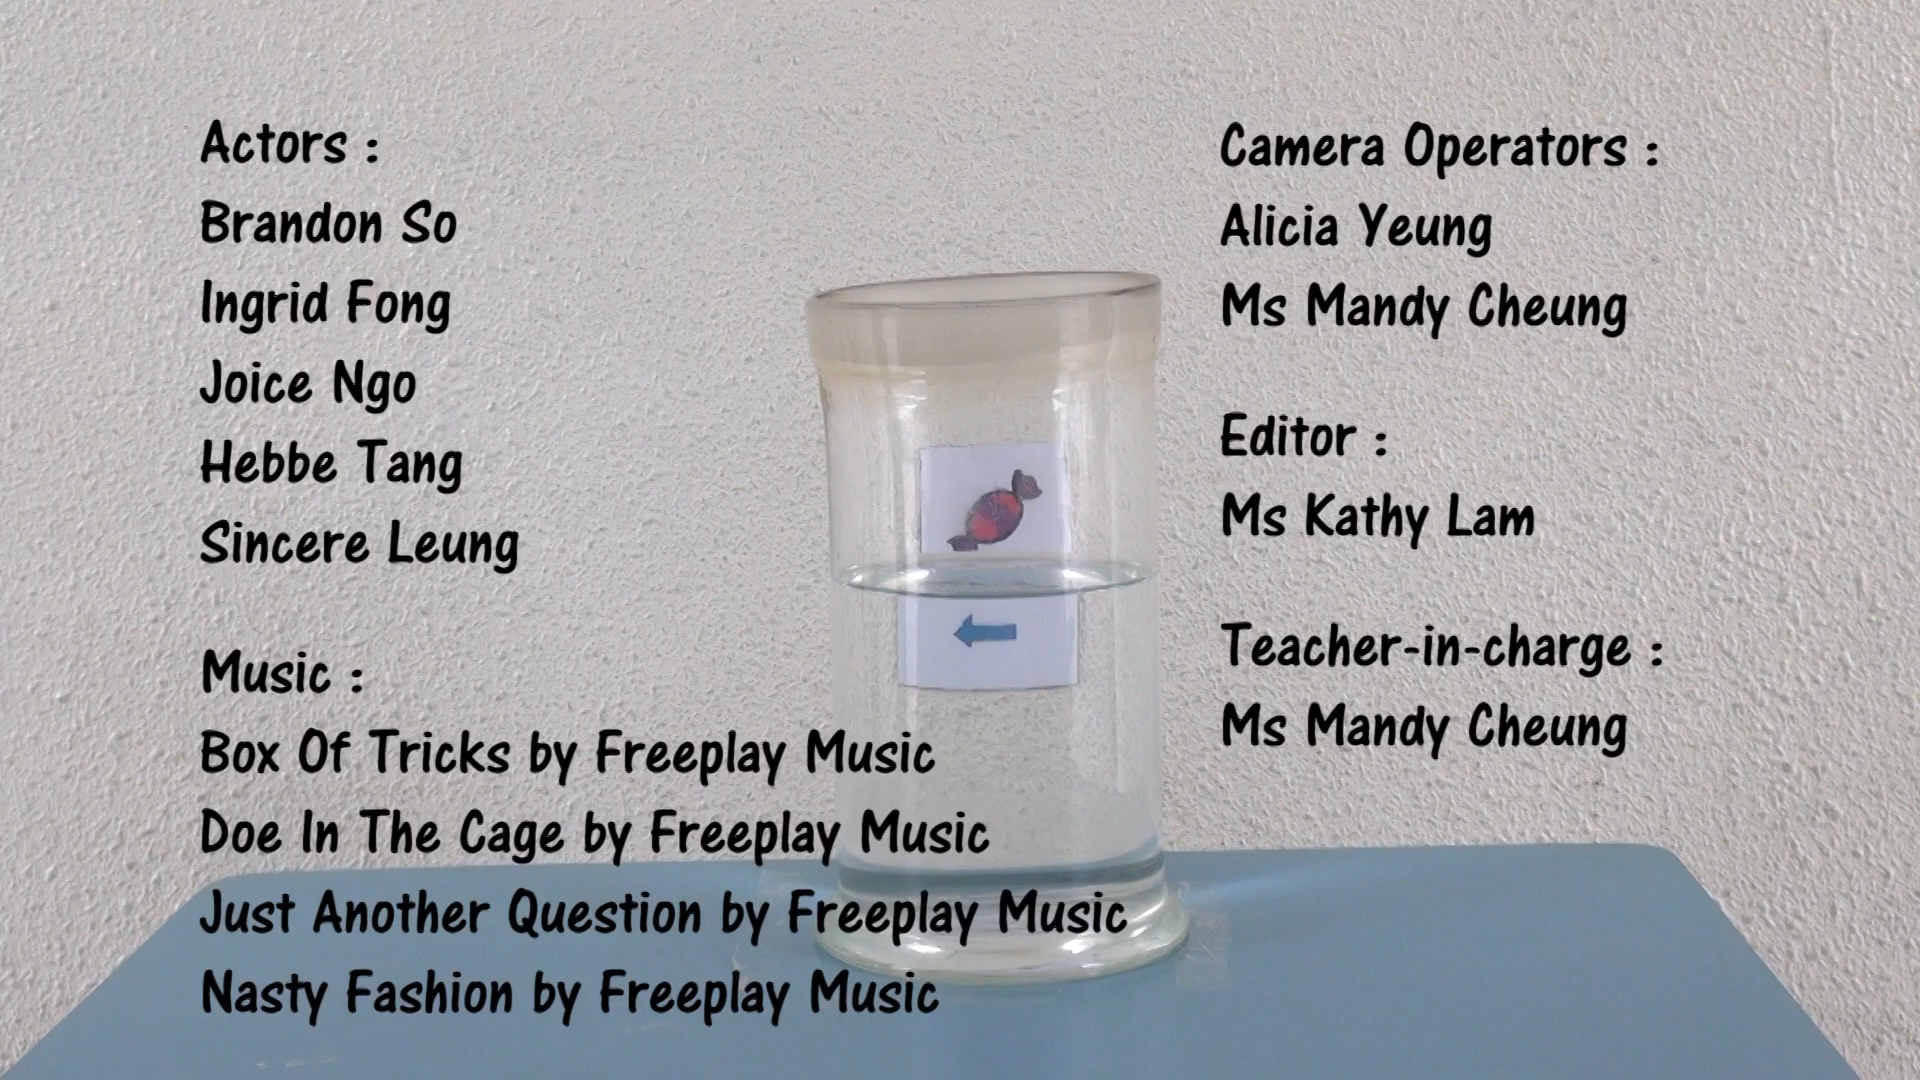 Actors :
Brandon So
Ingrid Fong
Joice Ngo
Hebbe Tang
Sincere Leung
Music :
Box Of Tricks by Freeplay Music
Doe In The Cage by Freeplay Music
Just Another Question by Freeplay Music
Nasty Fashion by Freeplay Music
Camera Operators :
Alicia Yeung
Ms Mandy Cheung
Editor :
Ms Kathy Lam
Teacher-in-charge :
Ms Mandy Cheung